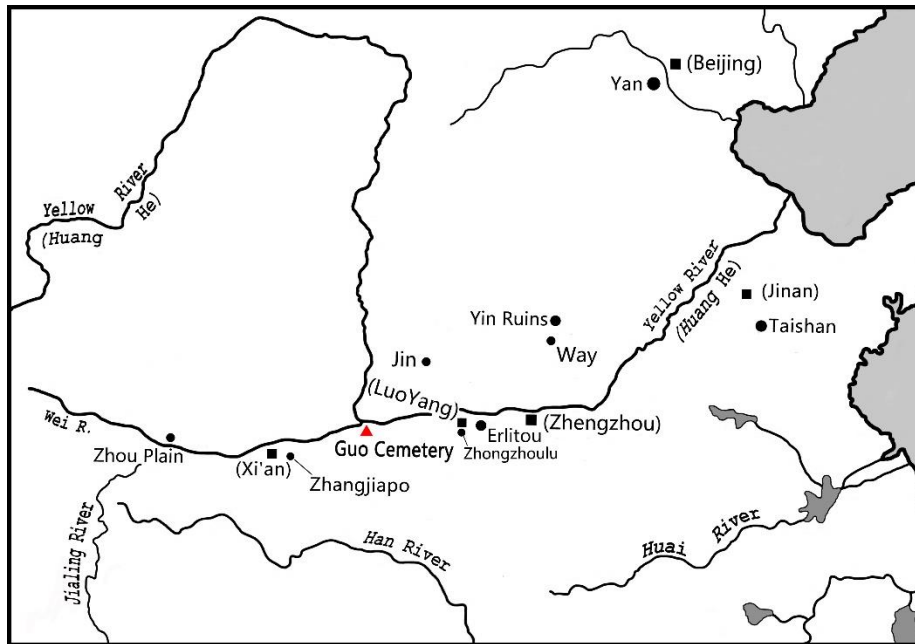 (Beijing)
Yan
Yellow River
(Huang He)
Yellow River
(Huang He)
(Jinan)
Taishan
Yin Ruins
Way
Jin
(LuoYang)
(Zhengzhou)
Erlitou
Zhongzhoulu
Guo Cemetery
Wei R.
Zhou Plain
(Xi'an)
Zhangjiapo
Jialing River
Han River
Huai River